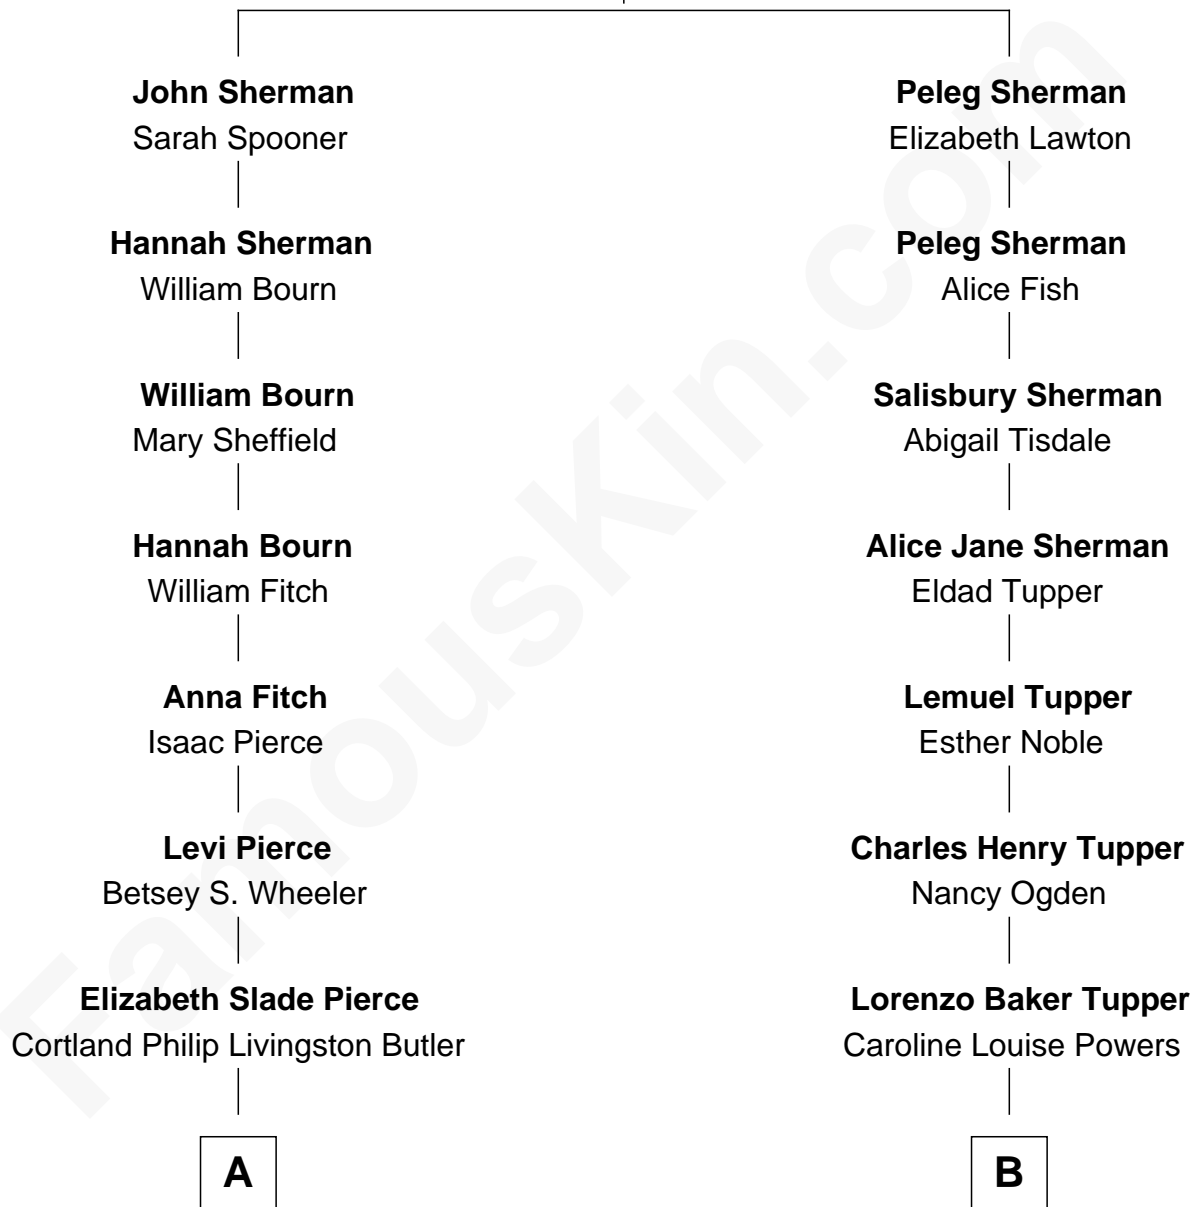 John Sherman
Sarah Spooner
Peleg Sherman
Elizabeth Lawton
Hannah Sherman
William Bourn
Peleg Sherman
Alice Fish
William Bourn
Mary Sheffield
Salisbury Sherman
Abigail Tisdale
Hannah Bourn
William Fitch
Alice Jane Sherman
Eldad Tupper
Anna Fitch
Isaac Pierce
Lemuel Tupper
Esther Noble
Levi Pierce
Betsey S. Wheeler
Charles Henry Tupper
Nancy Ogden
Elizabeth Slade Pierce
Cortland Philip Livingston Butler
Lorenzo Baker Tupper
Caroline Louise Powers
A
B
FamousKin.com